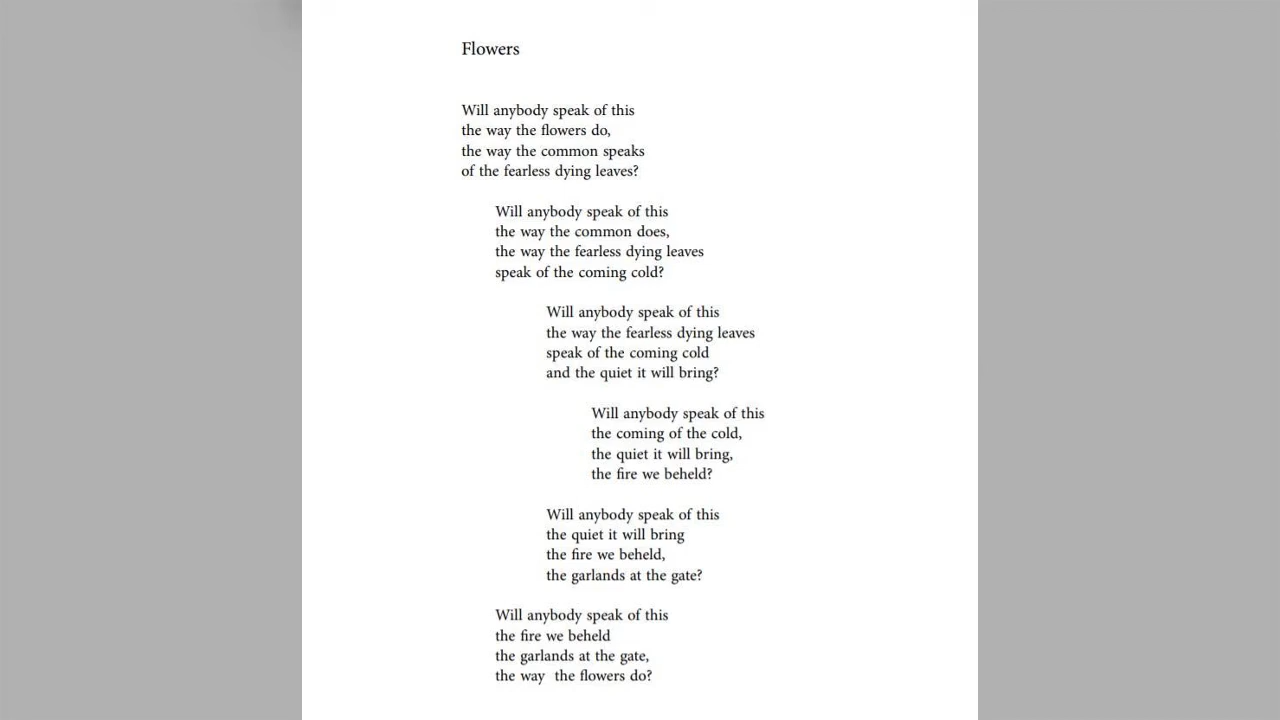 Flowers
Will anybody speak of this
the way the flowers do,
the way the common speaks
of the fearless dying leaves?
Will anybody speak of this
the way the common does,
the way the fearless dying leaves
speak of the coming cold?
Will anybody speak of this
the way the fearless dying leaves
speak of the coming cold
and the quiet it will bring?
Will anybody speak of this
the coming of the cold,
the quiet it will bring,
the fire we beheld?
Will anybody speak of this
the quiet it will bring
the fire we beheld,
the garlands at the gate?
Will anybody speak of this
the fire we beheld
the garlands at the gate,
the way  the flowers do?